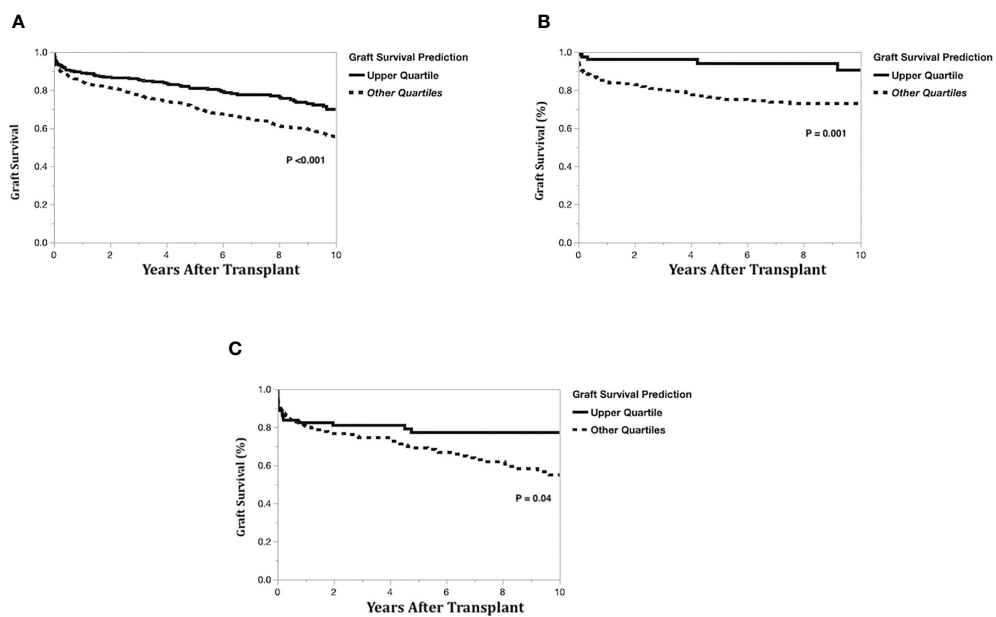 A
Graft Survival Prediction
Upper Quartile
Other Quartiles
1.0
0.8
0.6
0.4
0.2
0.0
Graft Survival
P <0.001
0 2 4 6 8 10
Years After Transplant
B
Graft Survival Prediction
Upper Quartile
Other Quartiles
1.0
0.8
0.6
0.4
0.2
0.0
Graft Survival (%)
P = 0.001
0 2 4 6 8 10
Years After Transplant
C
Graft Survival Prediction
Upper Quartile
Other Quartiles
1.0
0.8
0.6
0.4
0.2
0.0
Graft Survival (%)
P = 0.04
0 2 4 6 8 10
Years After Transplant